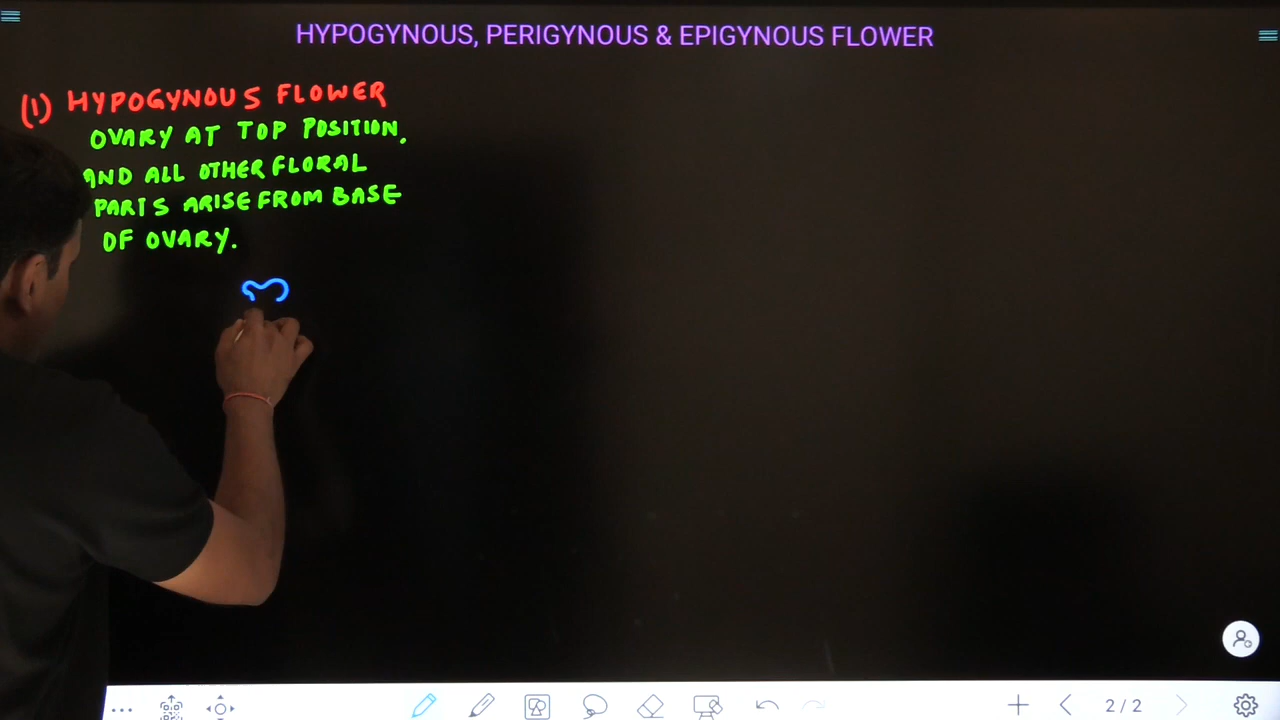 HYPOGYNOUS, PERIGYNOUS & EPIGYNOUS FLOWER
(1) HYPOGYNOUS FLOWER
OVARY AT TOP POSITION.
AND ALL OTHER FLORAL
PARTS ARISE FROM BASE
OF OVARY.
2 / 2